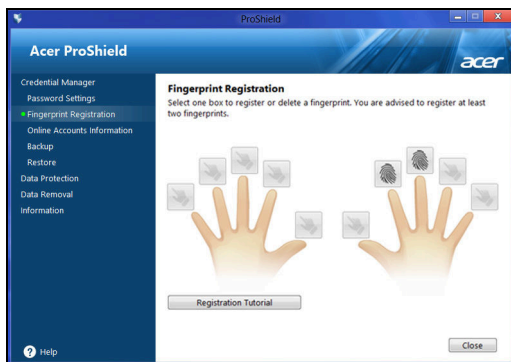 ProShield
Acer ProShield
acer
Credential Manager
Password Settings
Fingerprint Registration
Online Accounts Information
Backup
Restore
Data Protection
Data Removal
Information
Fingerprint Registration
Select one box to register or delete a fingerprint. You are advised to register at least
two fingerprints.
Registration Tutorial
? Help
Close